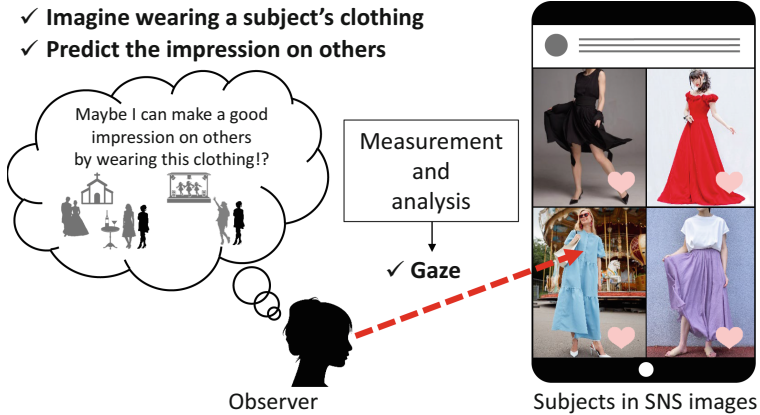 ✓ Imagine wearing a subject's clothing
✓ Predict the impression on others
Maybe I can make a good
impression on others
by wearing this clothing!?
Measurement
and
analysis
✓ Gaze
Observer
Subjects in SNS images